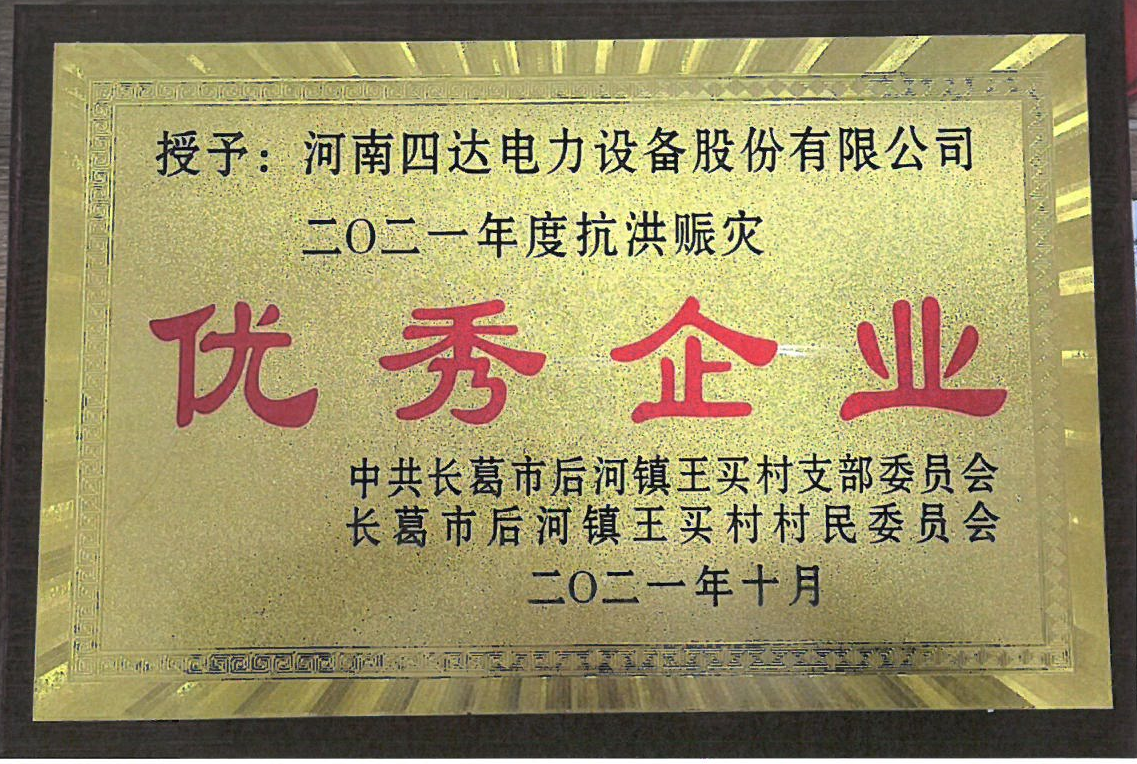 授予：河南四达电力设备股份有限公司
二〇二一年度抗洪赈灾
优秀企业
中共长葛市后河镇王买村支部委员会
长葛市后河镇王买村村民委员会
二〇二一年十月